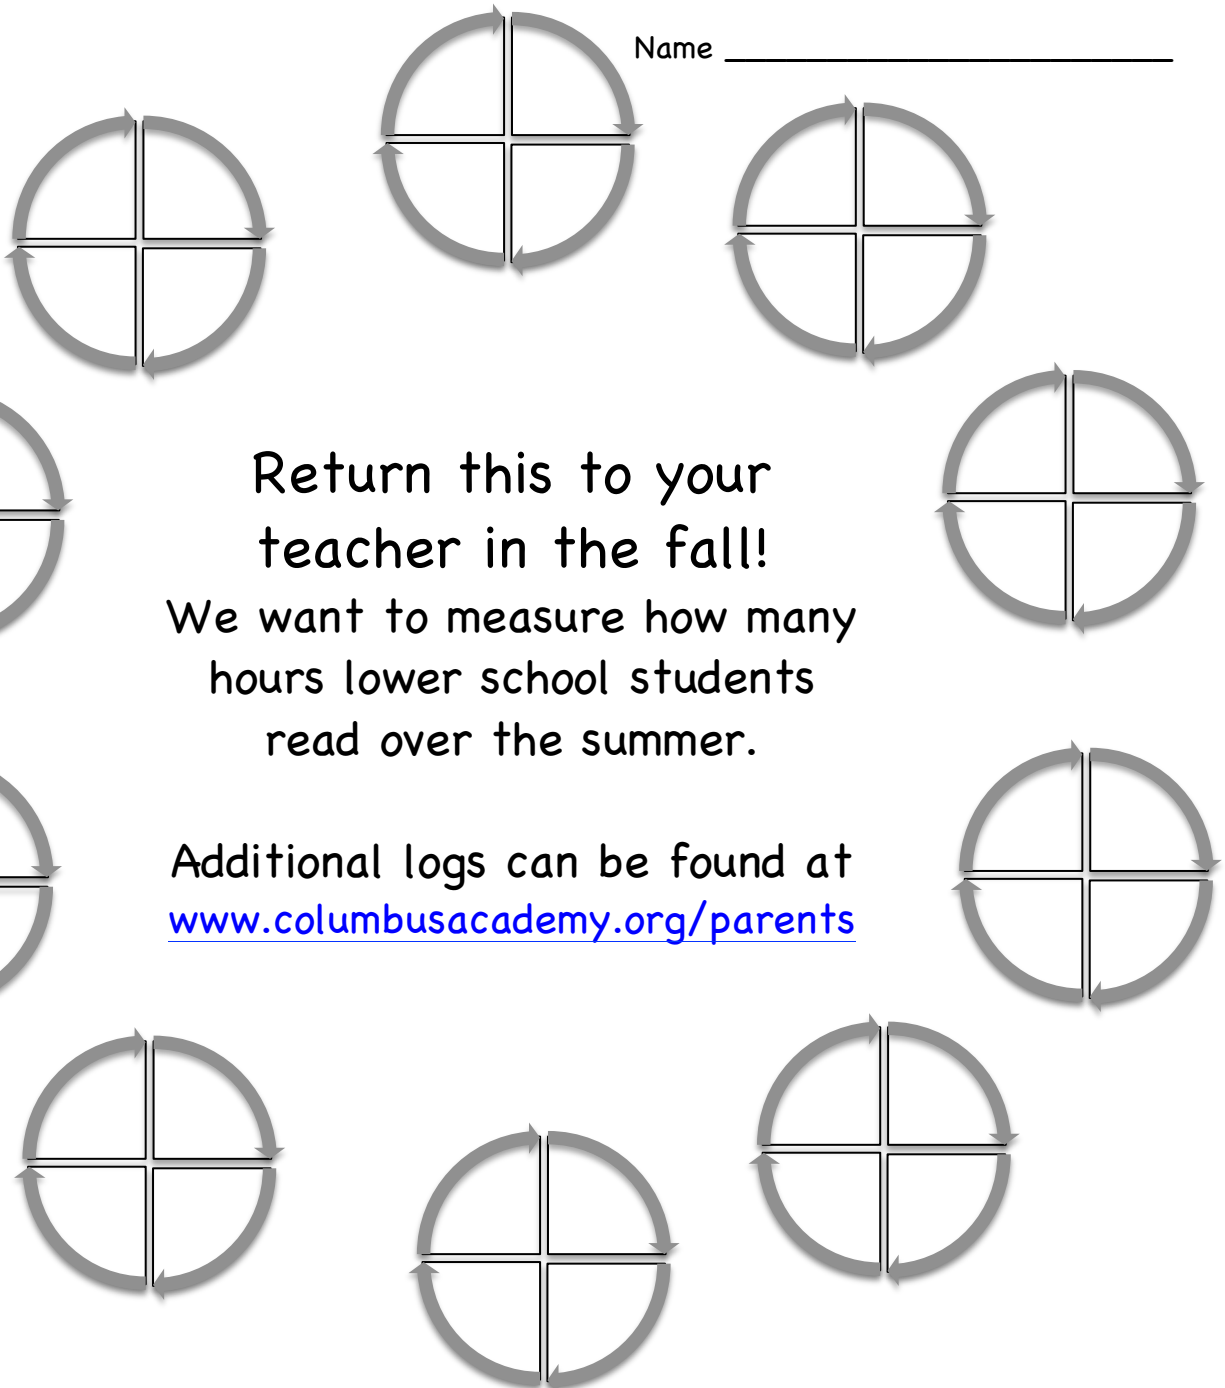 Name ____________________________
Return this to your
teacher in the fall!
We want to measure how many
hours lower school students
read over the summer.
Additional logs can be found at
www.columbusacademy.org/parents